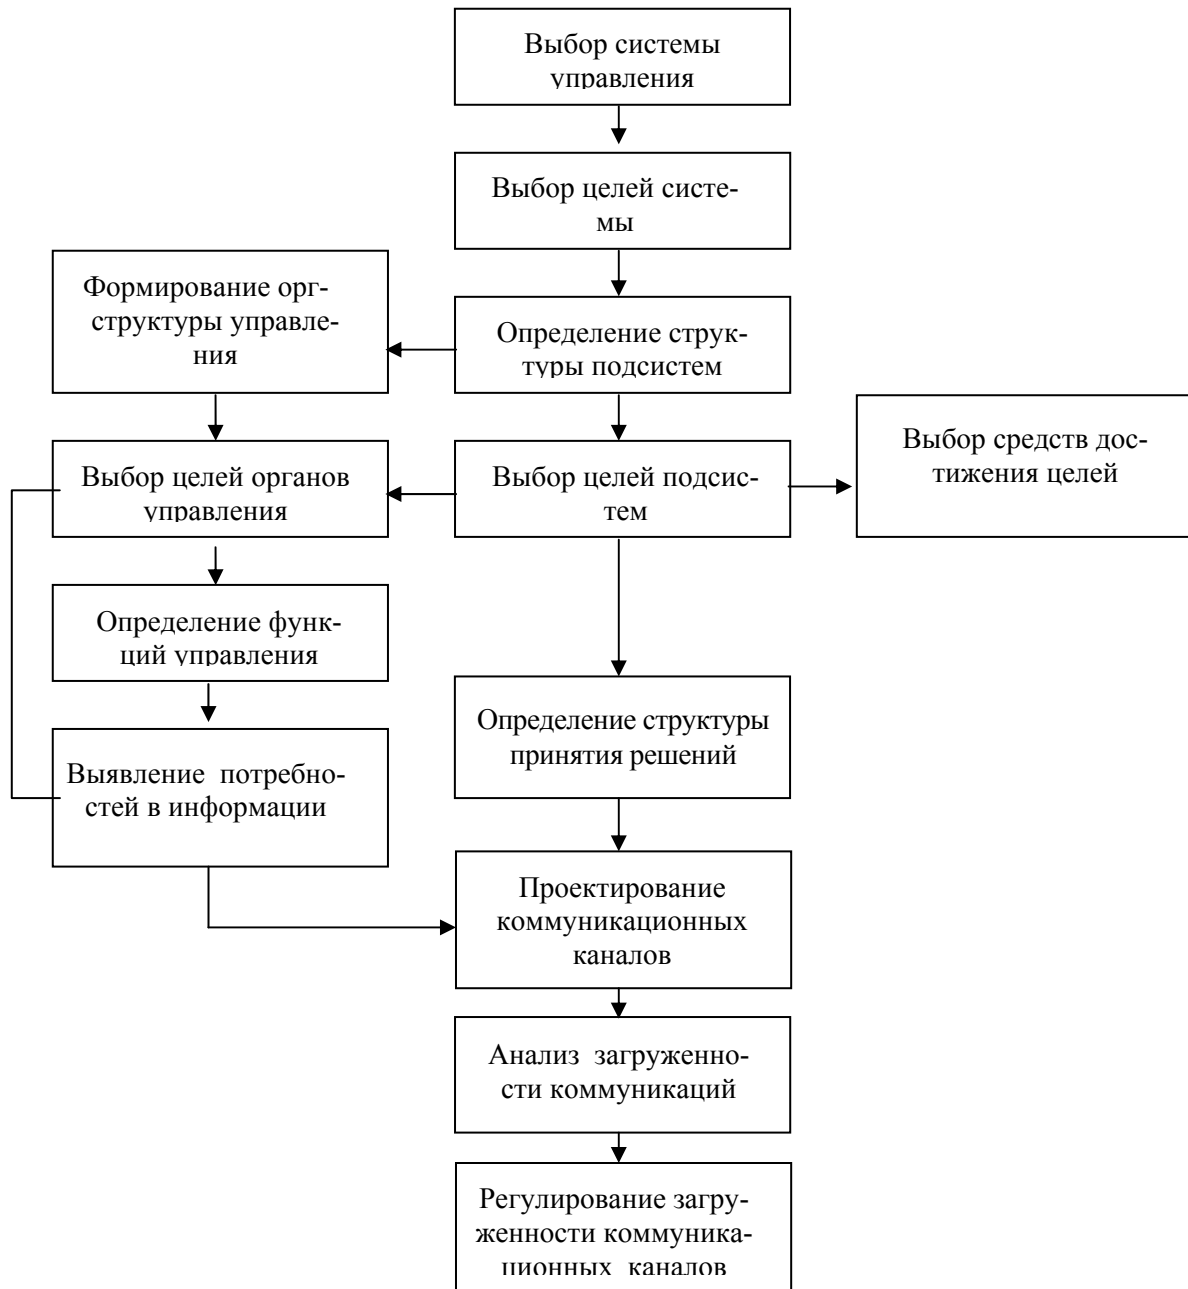 Выбор системы
управления
Выбор целей систе-
мы
Формирование орг-
структуры управле-
ния
Определение струк-
туры подсистем
Выбор средств дос-
тижения целей
Выбор целей органов
управления
Выбор целей подсис-
тем
Определение функ-
ций управления
Определение структуры
принятия решений
Выявление потребно-
стей в информации
Проектирование
коммуникационных
каналов
Анализ загруженно-
сти коммуникаций
Регулирование загру-
женности коммуника-
ционных каналов